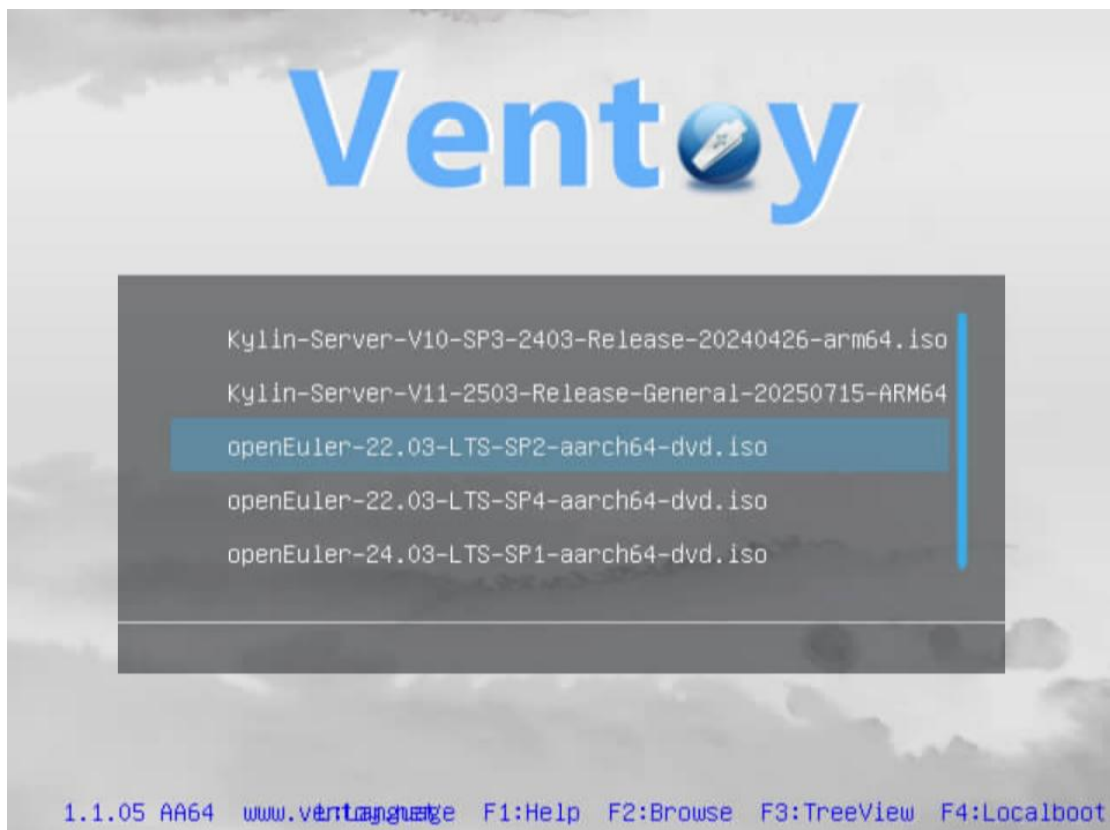 Ventoy
Kylin-Server-V10-SP3-2403-Release-20240426-arm64.iso
Kylin-Server-V11-2503-Release-General-20250715-ARM64
openEuler-22.03-LTS-SP2-aarch64-dvd.iso
openEuler-22.03-LTS-SP4-aarch64-dvd.iso
openEuler-24.03-LTS-SP1-aarch64-dvd.iso
1.1.05 AA64 F1:Help F2:Browse F3:TreeView F4:Localboot